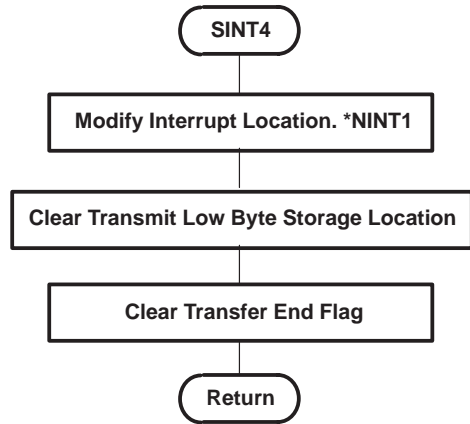 SINT4
Modify Interrupt Location. *NINT1
Clear Transmit Low Byte Storage Location
Clear Transfer End Flag
Return